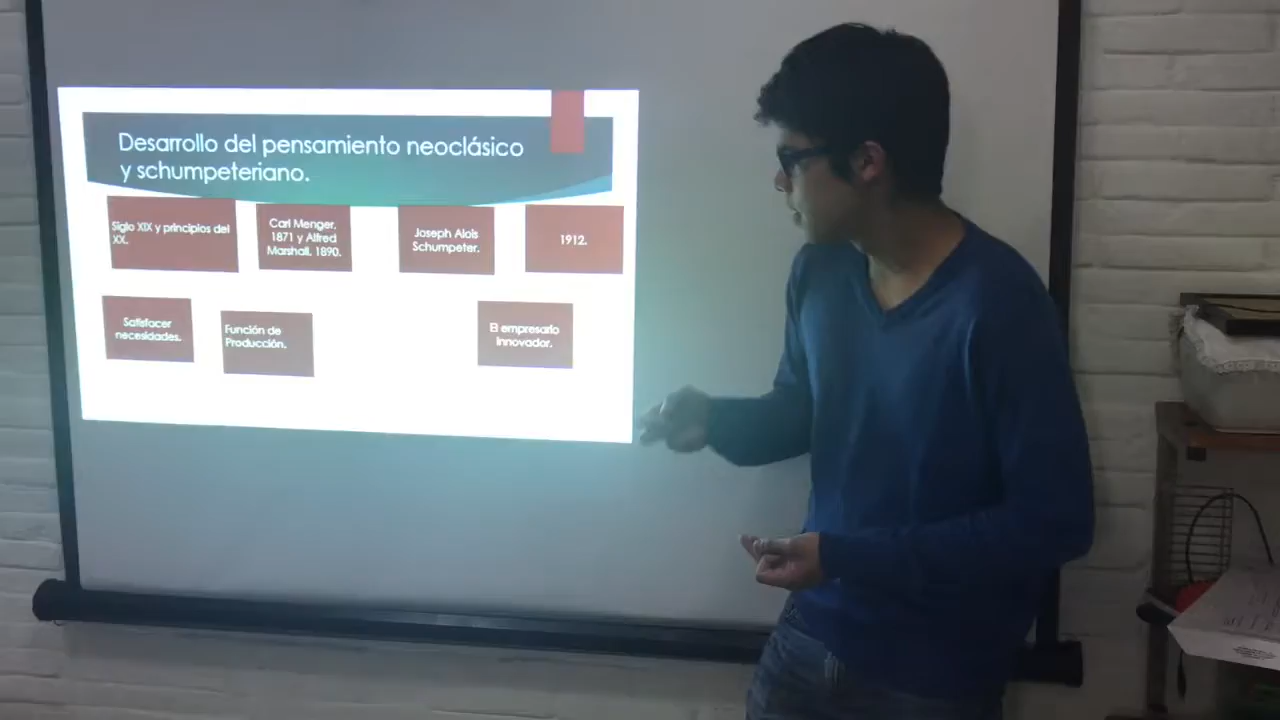 Desarrollo del pensamiento neoclásico
y schumpeteriano.
Siglo XIX y principios del
XX.
Carl Menger,
1871 y Alfred
Marshall, 1890.
Joseph Alois
Schumpeter.
1912.
Satisfacer
necesidades.
Función de
Producción.
El empresario
Innovador.